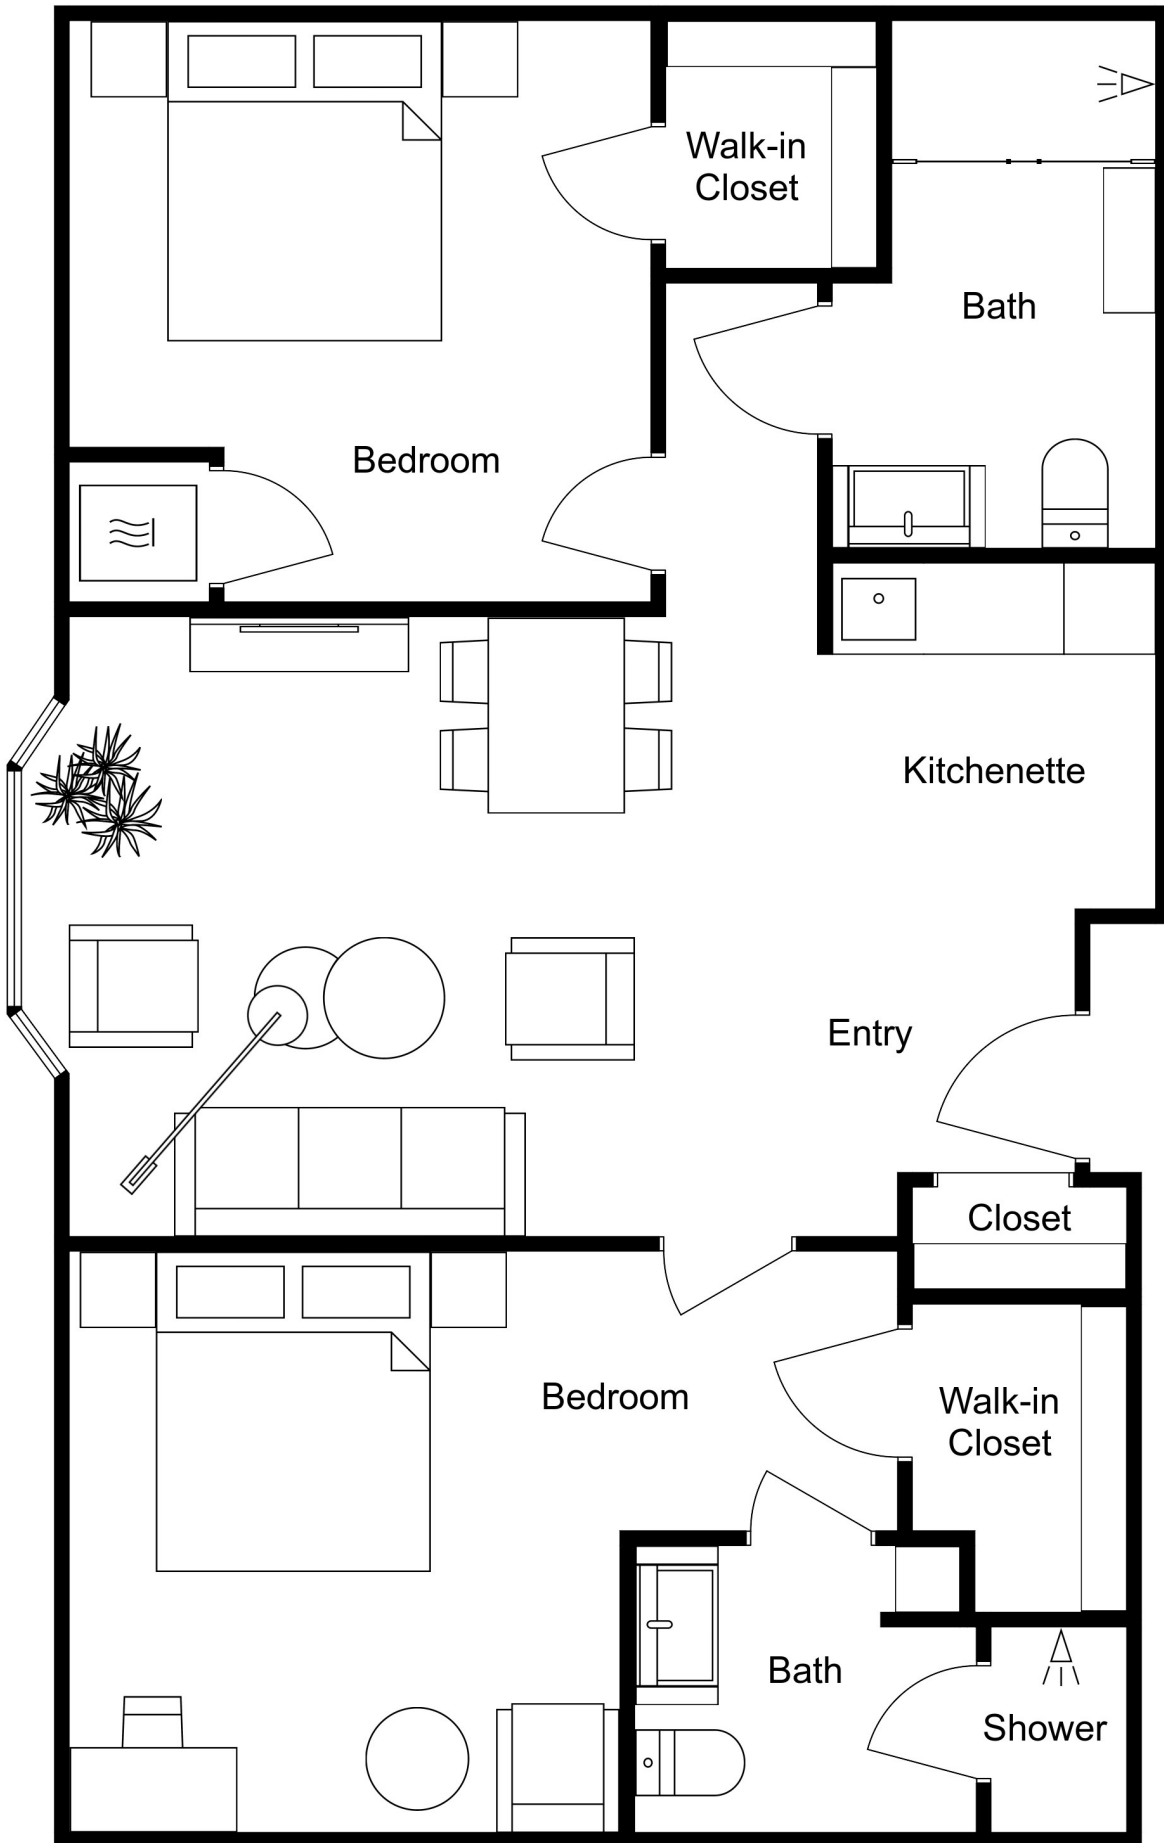 Walk-in
Closet
Bath
Bedroom
Kitchenette
Entry
Closet
Bedroom
Walk-in
Closet
Bath
Shower